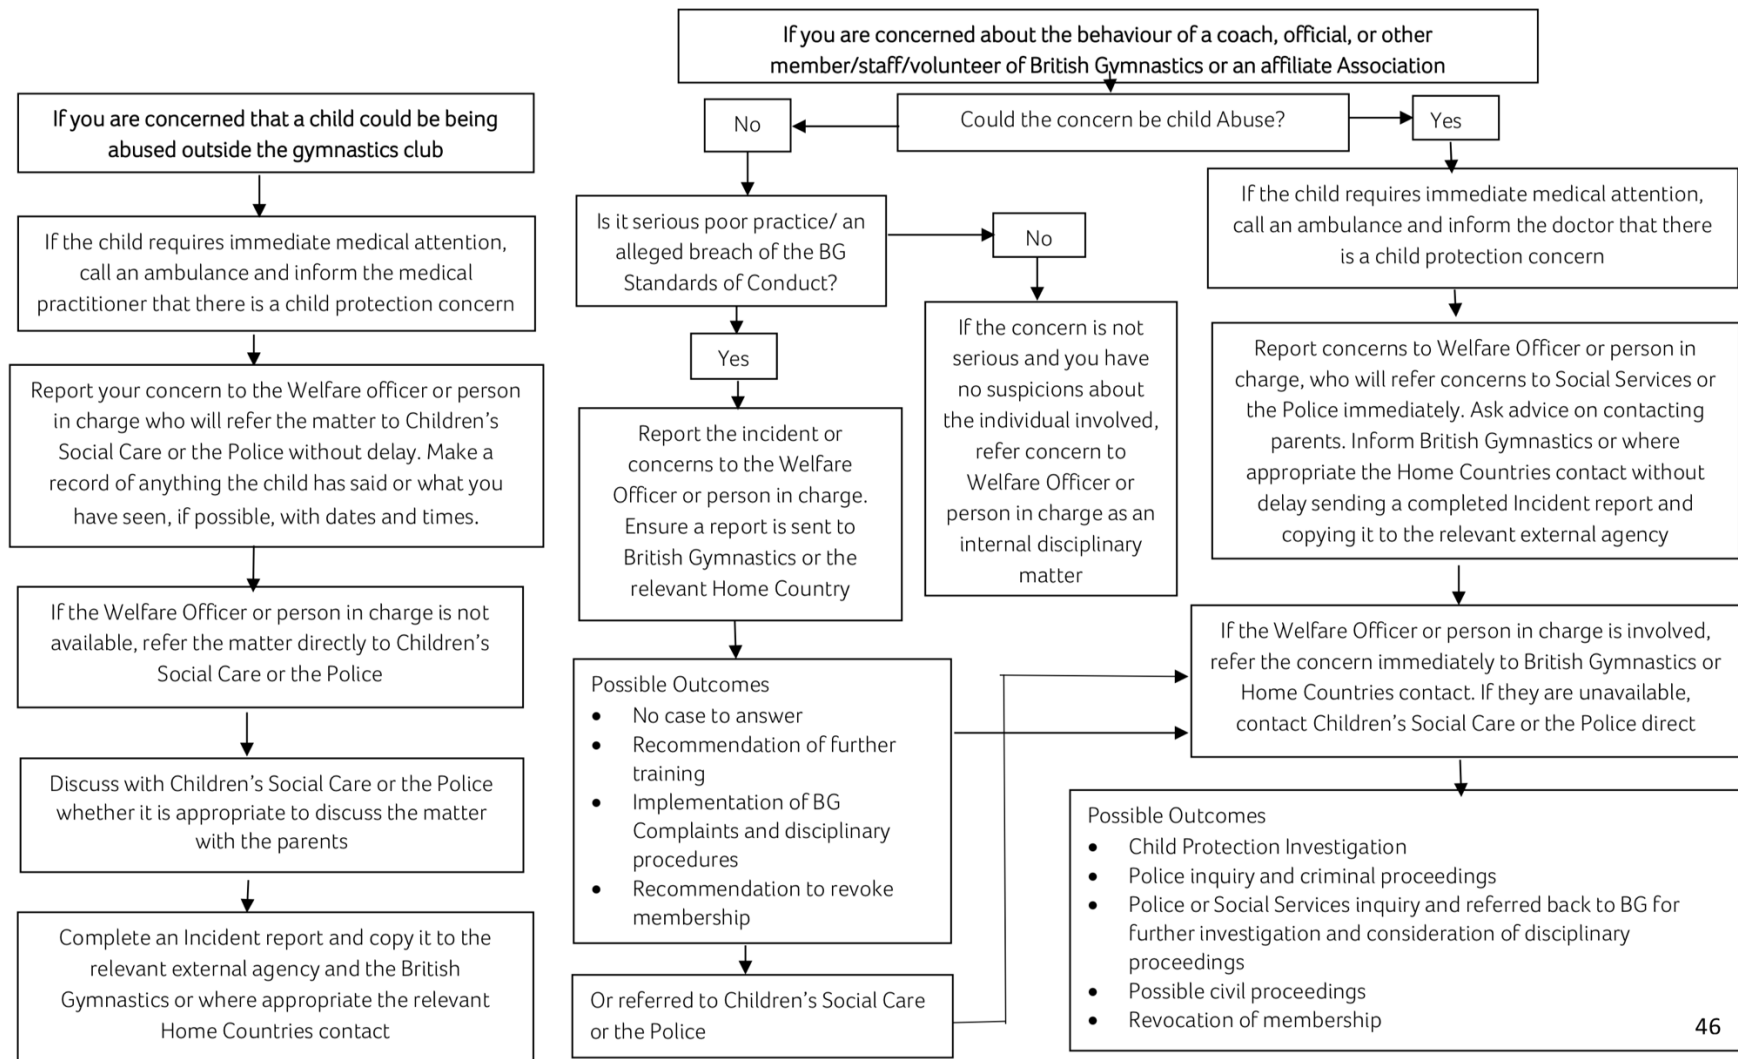 If you are concerned that a child could be being
abused outside the gymnastics club
If the child requires immediate medical attention,
call an ambulance and inform the medical
practitioner that there is a child protection concern
Report your concern to the Welfare officer or person
in charge who will refer the matter to Children's
Social Care or the Police without delay. Make a
record of anything the child has said or what you
have seen, if possible, with dates and times.
If the Welfare Officer or person in charge is not
available, refer the matter directly to Children's
Social Care or the Police
Discuss with Children's Social Care or the Police
whether it is appropriate to discuss the matter
with the parents
Complete an Incident report and copy it to the
relevant external agency and the British
Gymnastics or where appropriate the relevant
Home Countries contact
If you are concerned about the behaviour of a coach, official, or other
member/staff/volunteer of British Gymnastics or an affiliate Association
Could the concern be child Abuse?
No
Is it serious poor practice/ an
alleged breach of the BG
Standards of Conduct?
No
If the concern is not
serious and you have
no suspicions about
the individual involved,
refer concern to
Welfare Officer or
person in charge as an
internal disciplinary
matter
Yes
Report the incident or
concerns to the Welfare
Officer or person in charge.
Ensure a report is sent to
British Gymnastics or the
relevant Home Country
Possible Outcomes
• No case to answer
• Recommendation of further
training
• Implementation of BG
Complaints and disciplinary
procedures
• Recommendation to revoke
membership
Or referred to Children's Social Care
or the Police
Yes
If the child requires immediate medical attention,
call an ambulance and inform the doctor that there
is a child protection concern
Report concerns to Welfare Officer or person in
charge, who will refer concerns to Social Services or
the Police immediately. Ask advice on contacting
parents. Inform British Gymnastics or where
appropriate the Home Countries contact without
delay sending a completed Incident report and
copying it to the relevant external agency
If the Welfare Officer or person in charge is involved,
refer the concern immediately to British Gymnastics or
Home Countries contact. If they are unavailable,
contact Children's Social Care or the Police direct
Possible Outcomes
• Child Protection Investigation
• Police inquiry and criminal proceedings
• Police or Social Services inquiry and referred back to BG for
further investigation and consideration of disciplinary
proceedings
• Possible civil proceedings
• Revocation of membership
46